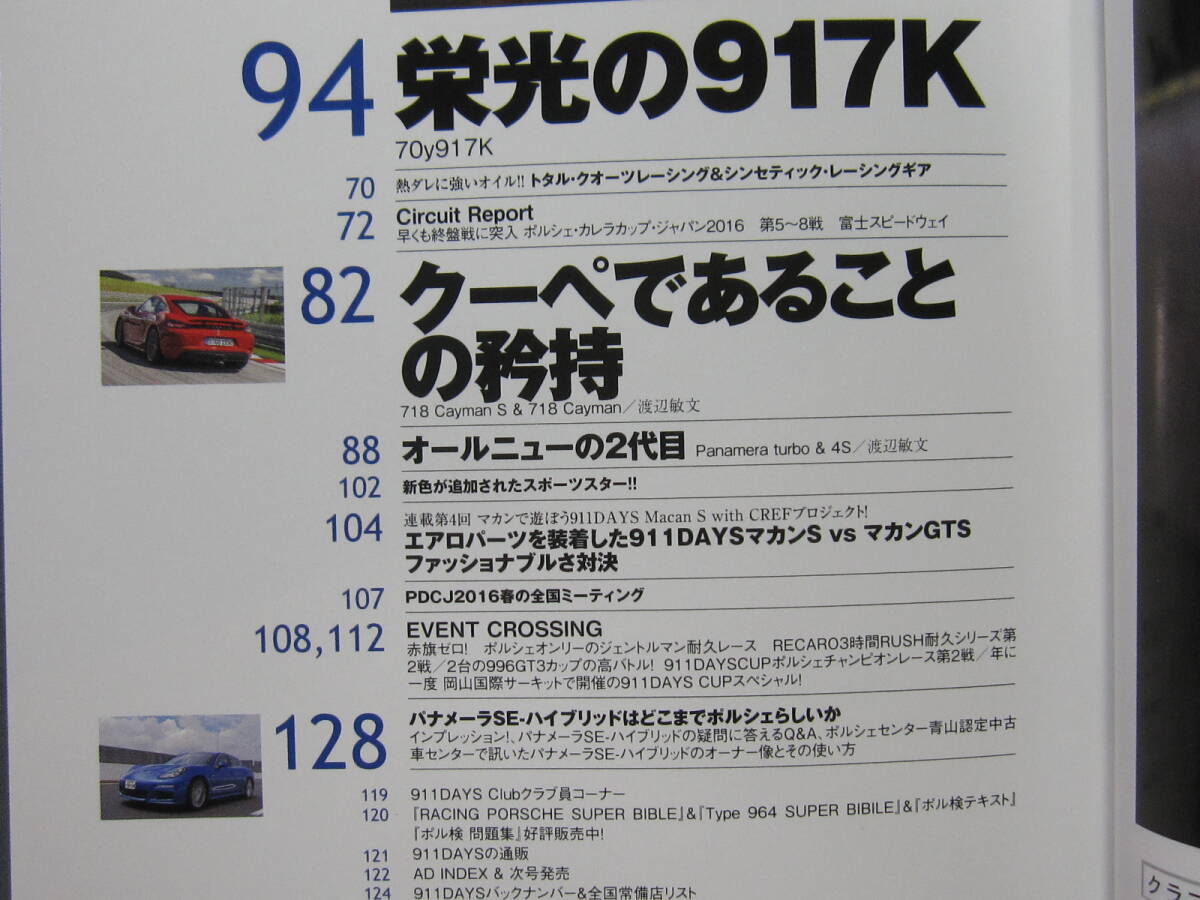 94 栄光の917K
70y917K
70 熱ダレに強いオイル!! トタル・クオーツレーシング&シンセティック・レーシングギア
72 Circuit Report
早くも終盤戦に突入 ポルシェ・カレラカップ・ジャパン2016　第5〜8戦　富士スピードウェイ
82 クーペであること
の矜持
718 Cayman S & 718 Cayman／渡辺敏文
88 オールニューの2代目 Panamera turbo & 4S／渡辺敏文
102 新色が追加されたスポーツスター!!
104 連載第4回 マカンで遊ぼう911DAYS Macan S with CREFプロジェクト!
エアロパーツを装着した911DAYSマカンS vs マカンGTS
ファッショナブルさ対決
107 PDCJ2016春の全国ミーティング
108,112 EVENT CROSSING
赤旗ゼロ!　ポルシェオンリーのジェントルマン耐久レース　RECARO3時間RUSH耐久シリーズ第
2戦／2台の996GT3カップの高バトル! 911DAYSCUPポルシェチャンピオンレース第2戦／年に
一度 岡山国際サーキットで開催の911DAYS CUPスペシャル!
128 パナメーラSE-ハイブリッドはどこまでポルシェらしいか
インプレッション!、パナメーラSE-ハイブリッドの疑問に答えるQ&A、ポルシェセンター青山認定中古
車センターで訊いたパナメーラSE-ハイブリッドのオーナー像とその使い方
119 911DAYS Clubクラブ員コーナー
120 『RACING PORSCHE SUPER BIBLE』&『Type 964 SUPER BIBILE』&『ポル検テキスト』
『ポル検 問題集』好評販売中!
121 911DAYSの通販
122 AD INDEX & 次号発売
124 911DAYSバックナンバー&全国常備店リスト
クラブ